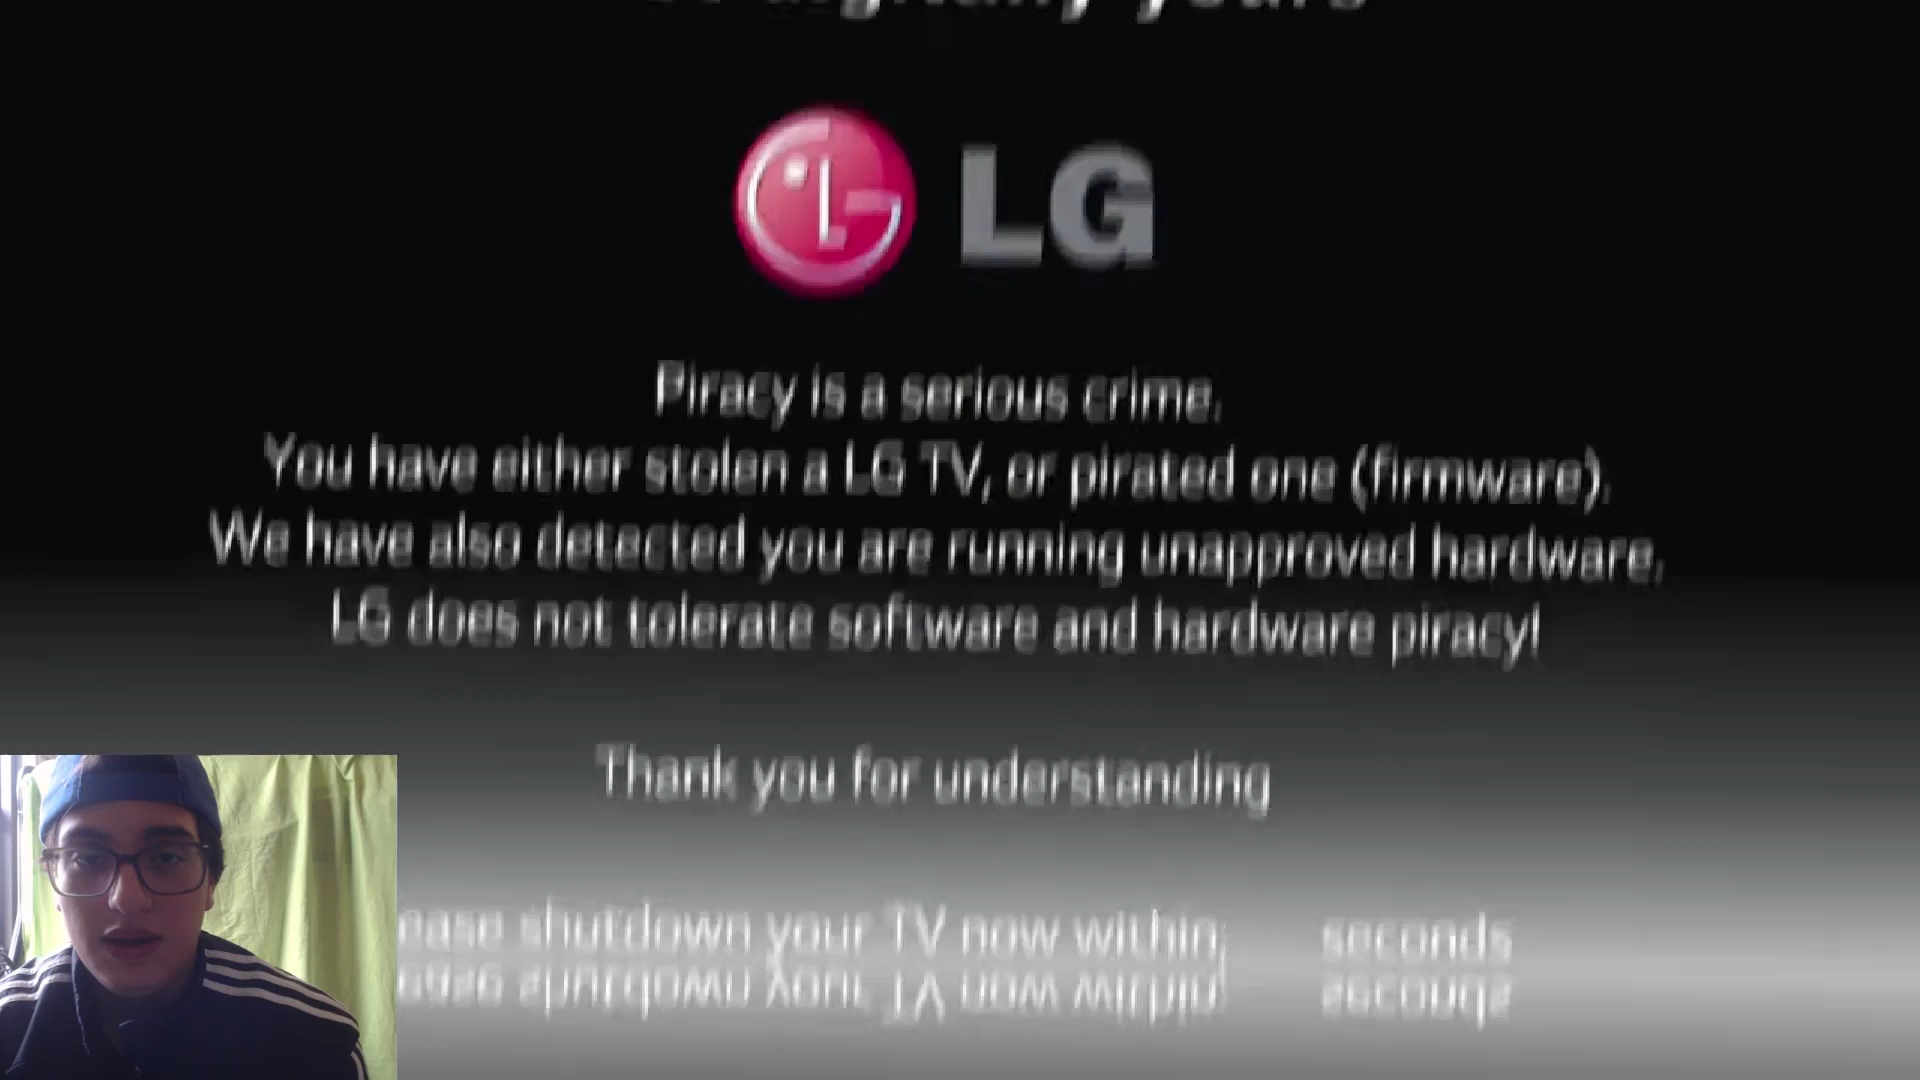 yours
LG
Piracy is a serious crime.
You have either stolen a LG TV, or pirated one (firmware).
We have also detected you are running unapproved hardware.
LG does not tolerate software and hardware piracy!
Thank you for understanding
ease shutdown your TV now within: seconds